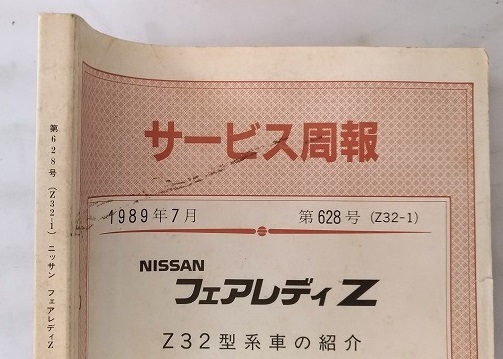 サービス周報
1989年7月 第628号 (Z32-1)
NISSAN
フェアレディZ
Z32型系車の紹介
第628号(Z32-1) ニッサン フェアレディZ